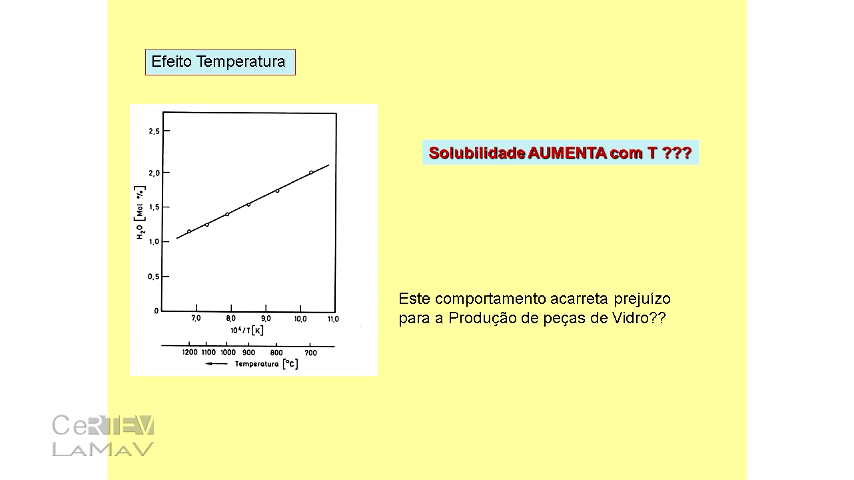 Efeito Temperatura
Solubilidade AUMENTA com T ???
2,5
2,0
1,5
1,0
0,5
0
H₂O [Mol %]
7,0 8,0 9,0 10,0 11,0
10⁴/T [K]
1200 1100 1000 900 800 700
Temperatura [°C]
Este comportamento acarreta prejuízo
para a Produção de peças de Vidro??
CeRTEV
LAMAV